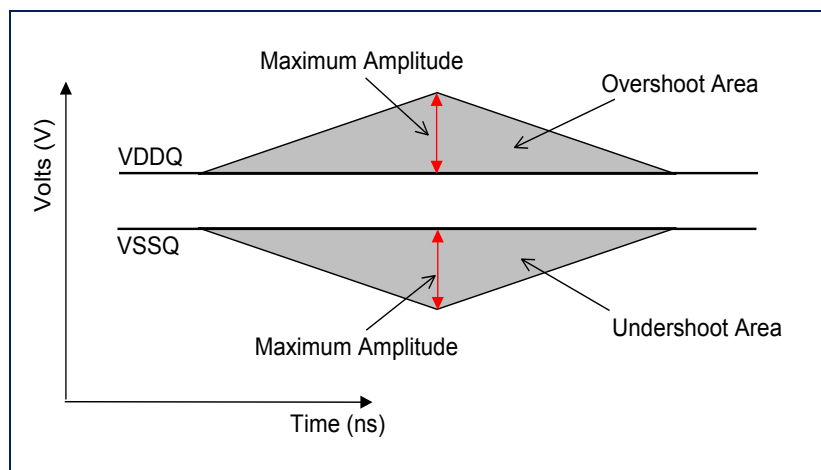 Maximum Amplitude
Overshoot Area
VDDQ
Volts (V)
VSSQ
Undershoot Area
Maximum Amplitude
Time (ns)